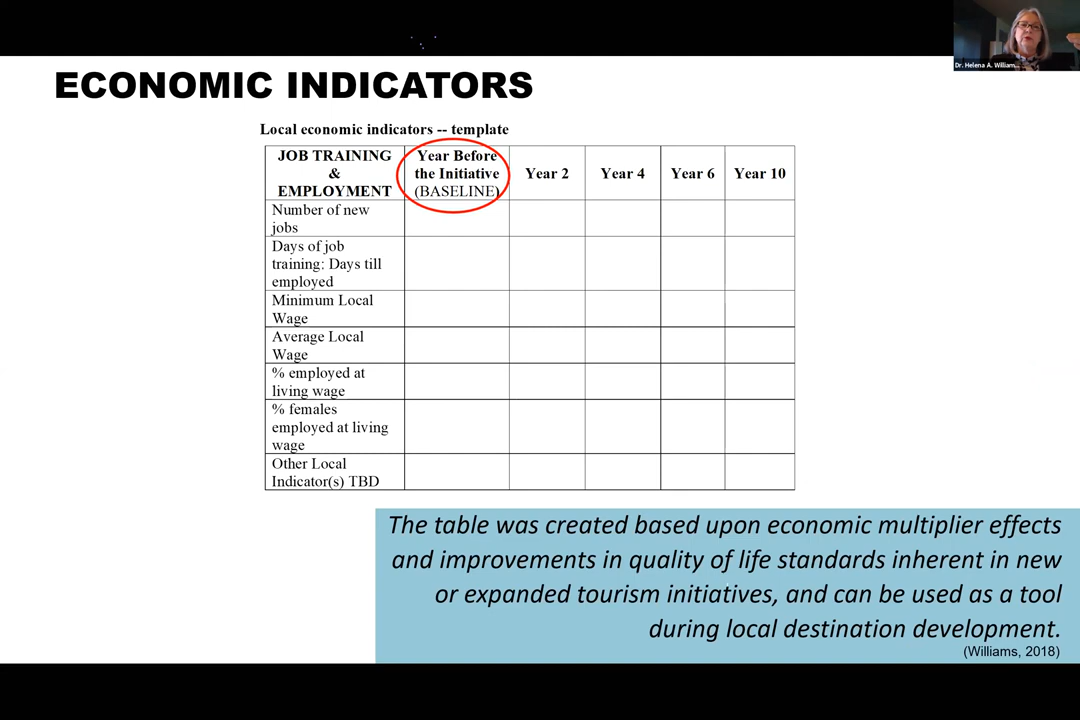 Dr. Helena A. William...
ECONOMIC INDICATORS
Local economic indicators -- template
JOB TRAINING
&
EMPLOYMENT
Year Before
the Initiative
(BASELINE)
Year 2
Year 4
Year 6
Year 10
Number of new
jobs
Days of job
training: Days till
employed
Minimum Local
Wage
Average Local
Wage
% employed at
living wage
% females
employed at living
wage
Other Local
Indicator(s) TBD
The table was created based upon economic multiplier effects
and improvements in quality of life standards inherent in new
or expanded tourism initiatives, and can be used as a tool
during local destination development.
(Williams, 2018)